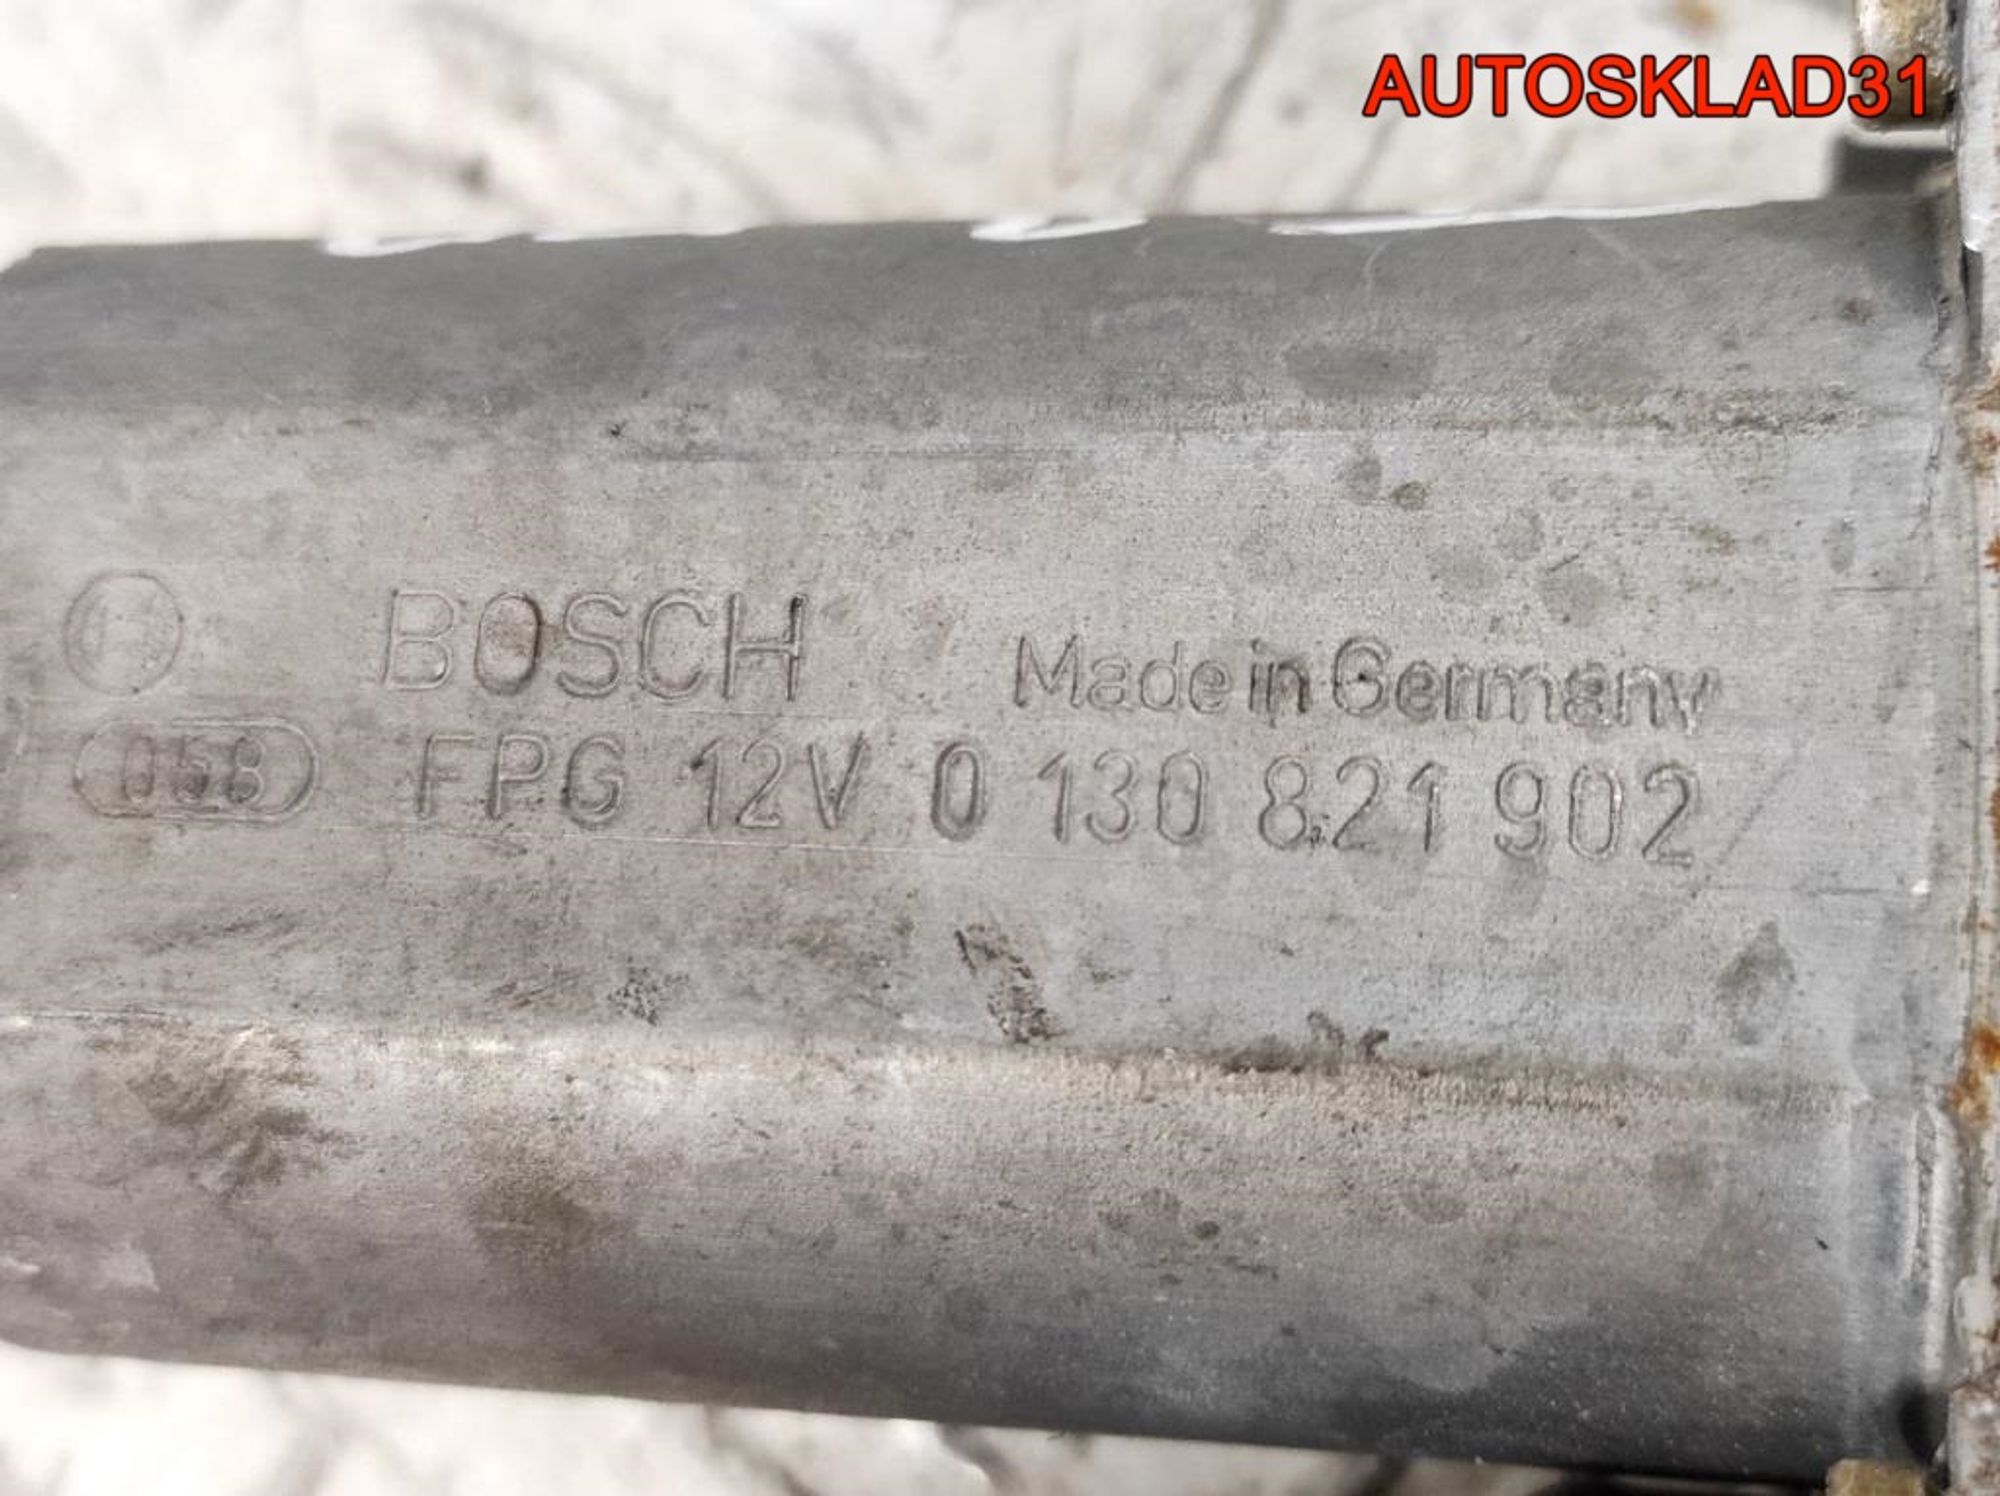 AUTOSKLAD31
BOSCH Made in Germany
058 FPG 12V 0 130 821 902